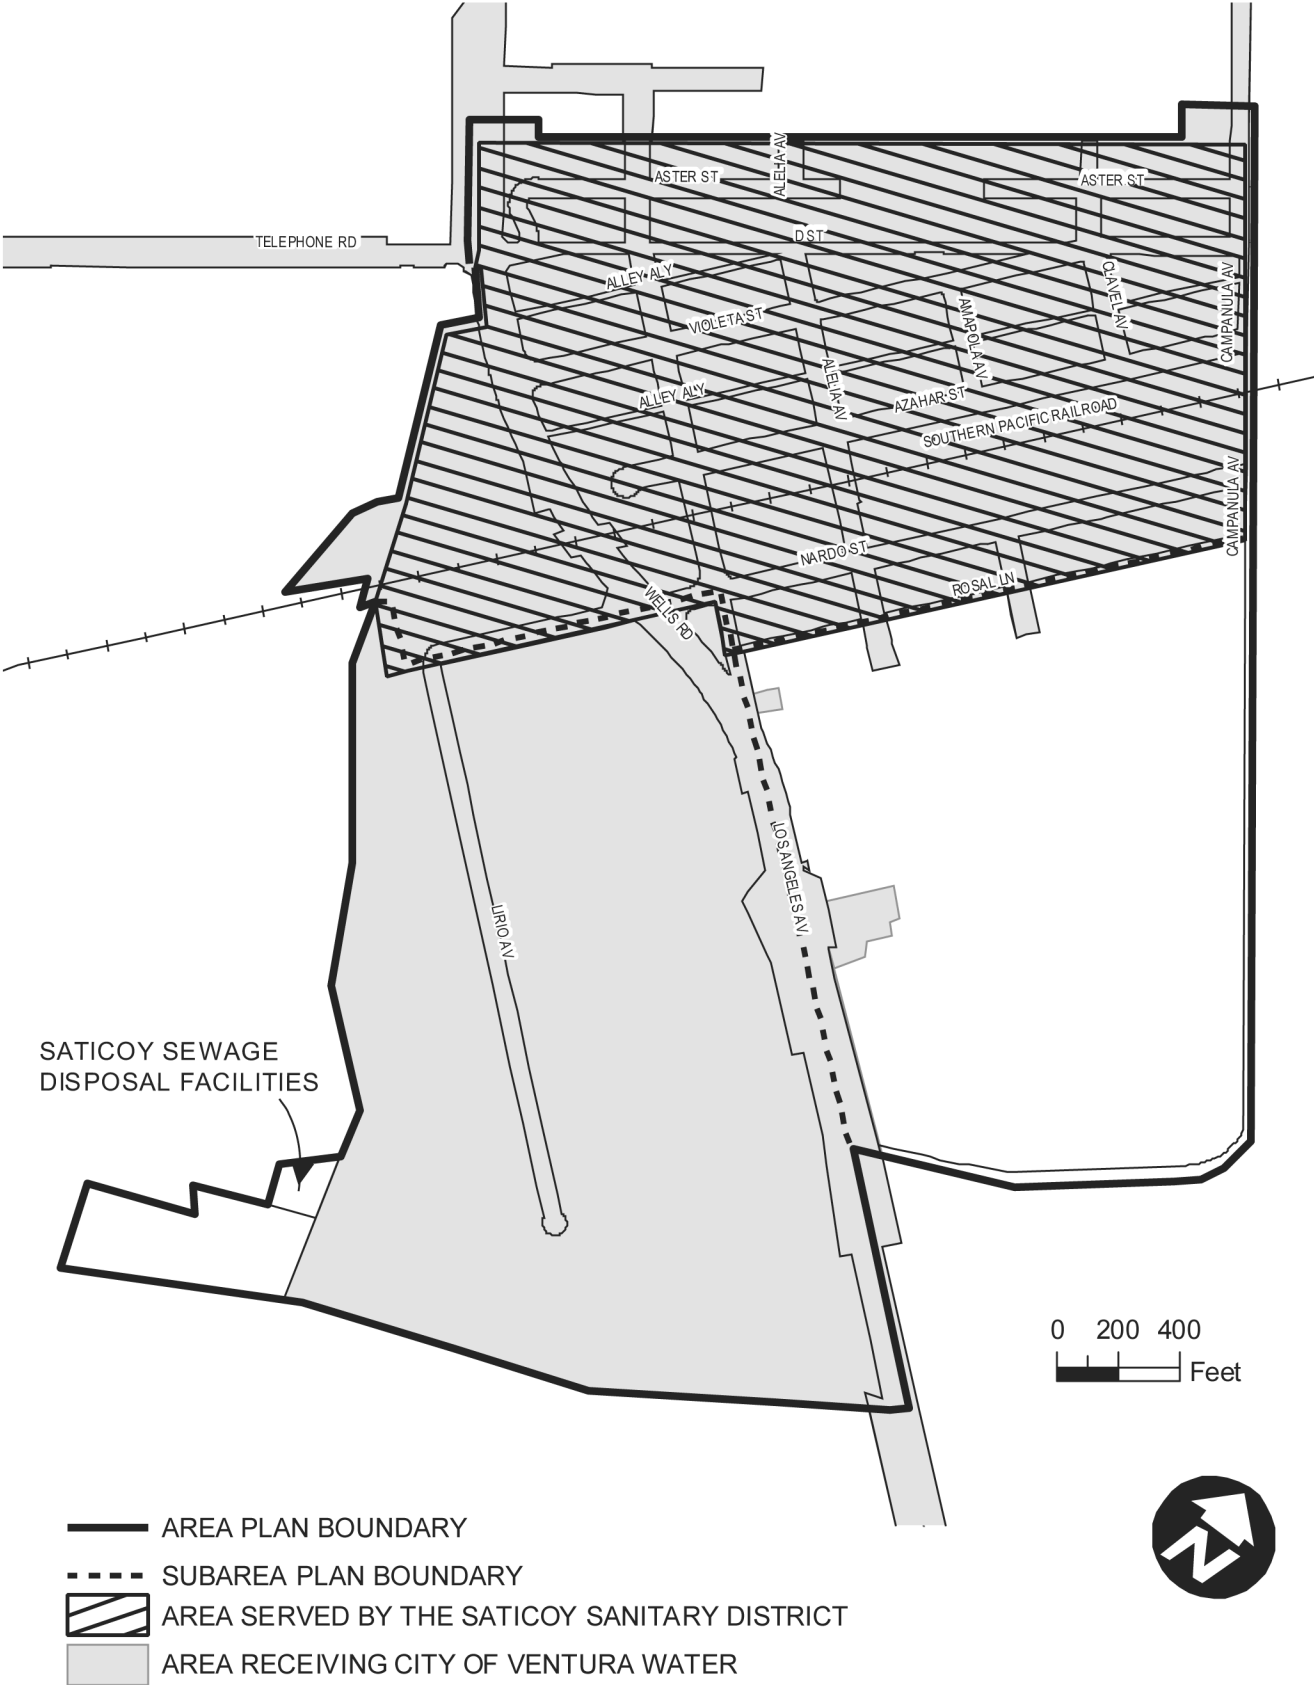 ALELIA AV
ASTER ST
ASTER ST
D ST
TELEPHONE RD
ALLEY ALY
CLAVEL AV
CAMPANULA AV
VIOLETA ST
AMAPOLA AV
ALLEY ALY
ALELIA AV
AZAHAR ST
SOUTHERN PACIFIC RAILROAD
CAMPANULA AV
NARDO ST
ROSAL LN
WELLS RD
LOS ANGELES AV
LIRIO AV
SATICOY SEWAGE
DISPOSAL FACILITIES
0 200 400
Feet
N
AREA PLAN BOUNDARY
SUBAREA PLAN BOUNDARY
AREA SERVED BY THE SATICOY SANITARY DISTRICT
AREA RECEIVING CITY OF VENTURA WATER